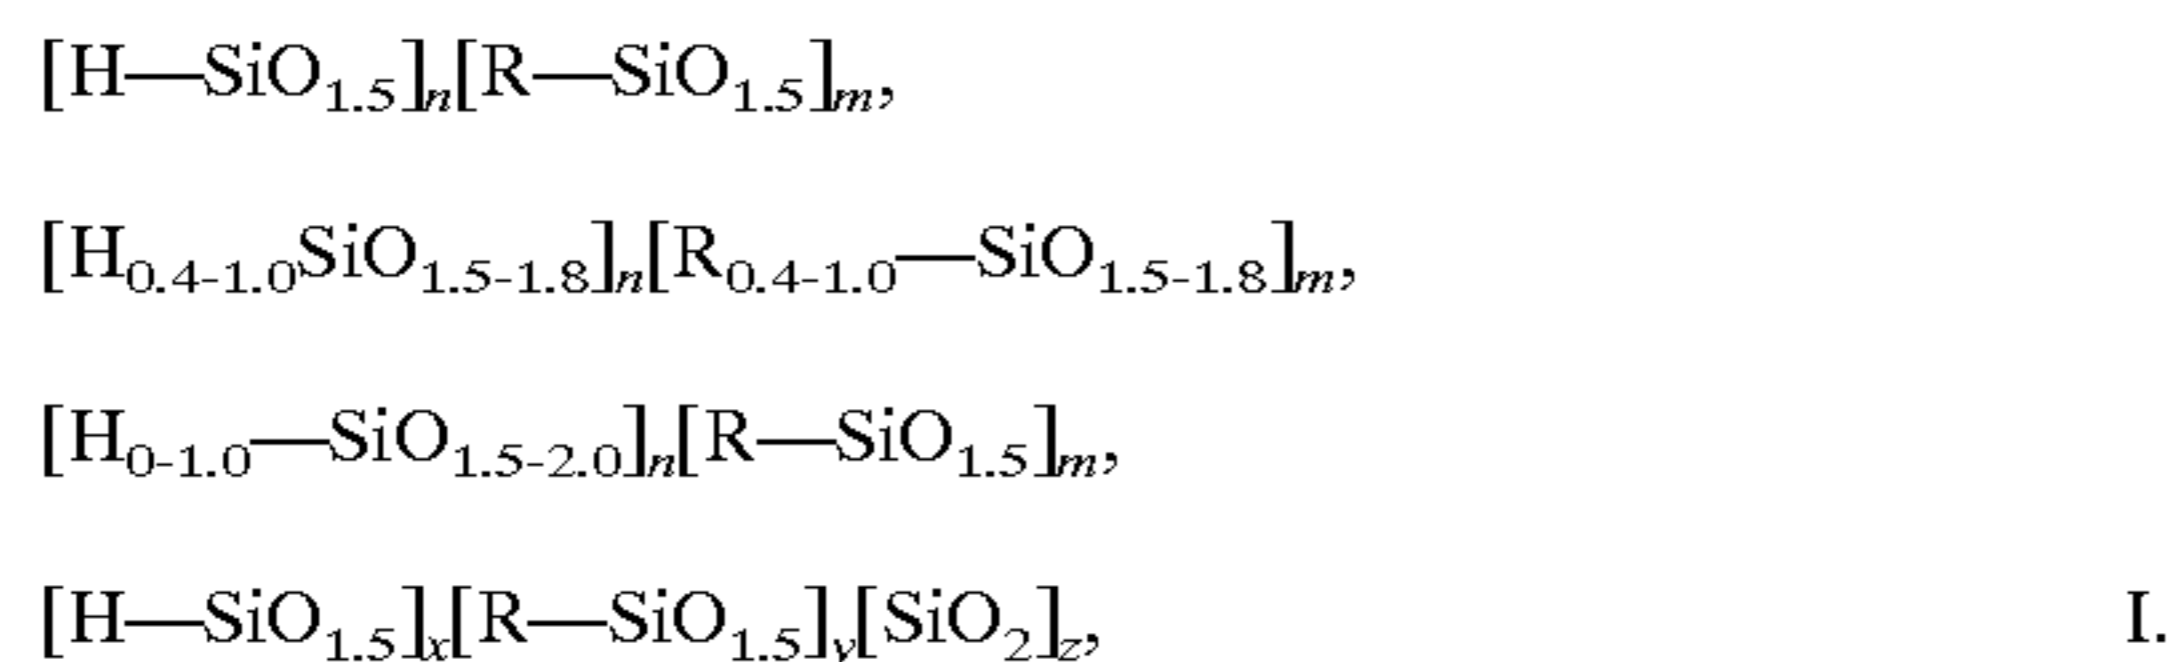 [H—SiO1.5]n[R—SiO1.5]m,
[H0.4-1.0SiO1.5-1.8]n[R0.4-1.0—SiO1.5-1.8]m,
[H0-1.0—SiO1.5-2.0]n[R—SiO1.5]m,
[H—SiO1.5]x[R—SiO1.5]y[SiO2]z, I.